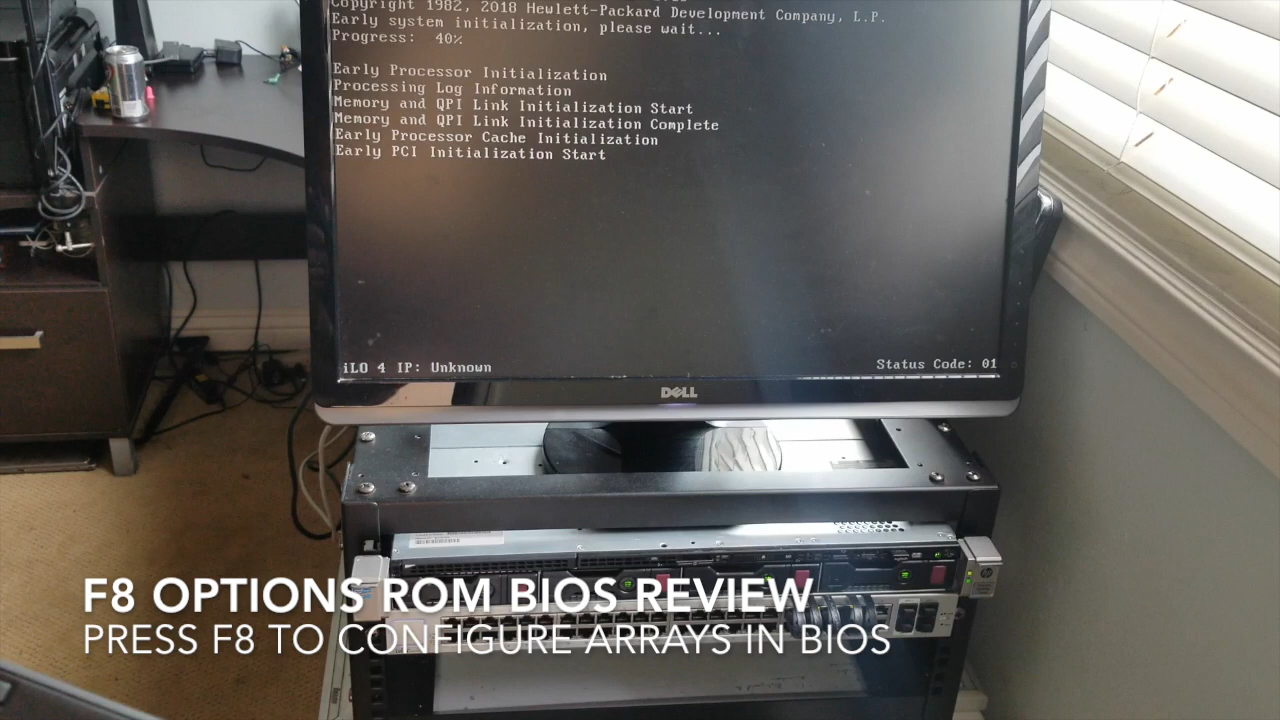 Copyright 1982, 2018 Hewlett-Packard Development Company, L.P.
Early system initialization, please wait...
Progress: 40%
Early Processor Initialization
Processing Log Information
Memory and QPI Link Initialization Start
Memory and QPI Link Initialization Complete
Early Processor Cache Initialization
Early PCI Initialization Start
iLO 4 IP: Unknown
Status Code: 01
DELL
hp
F8 OPTIONS ROM BIOS REVIEW
PRESS F8 TO CONFIGURE ARRAYS IN BIOS